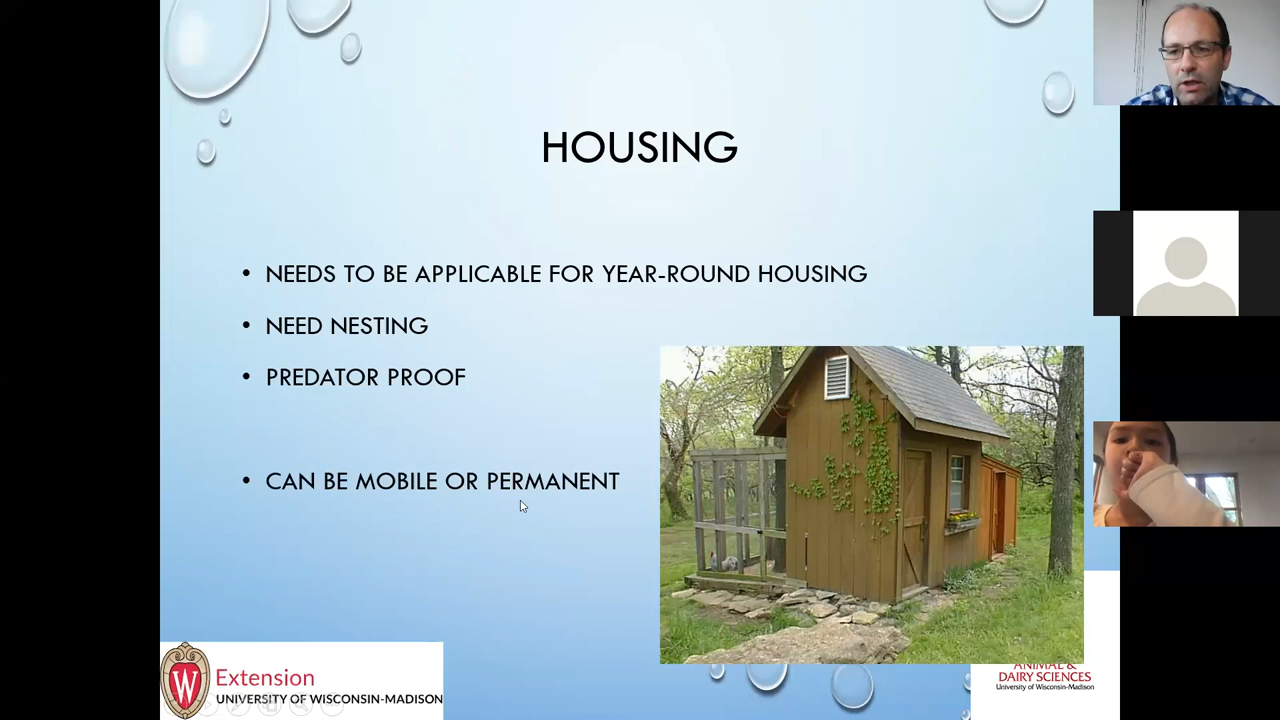 HOUSING
• NEEDS TO BE APPLICABLE FOR YEAR-ROUND HOUSING
• NEED NESTING
• PREDATOR PROOF
• CAN BE MOBILE OR PERMANENT
W
Extension
UNIVERSITY OF WISCONSIN-MADISON
ANIMAL &
DAIRY SCIENCES
University of Wisconsin-Madison